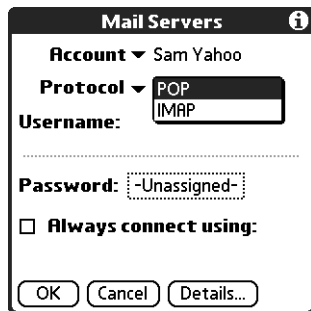 Mail Servers
Account Sam Yahoo
Protocol POP
IMAP
Username:
Password: -Unassigned-
Always connect using:
OK Cancel Details...